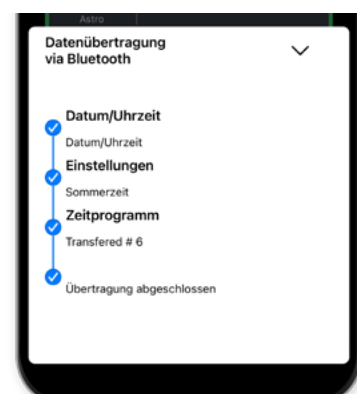 Astro
Datenübertragung
via Bluetooth
Datum/Uhrzeit
Datum/Uhrzeit
Einstellungen
Sommerzeit
Zeitprogramm
Transfered # 6
Übertragung abgeschlossen